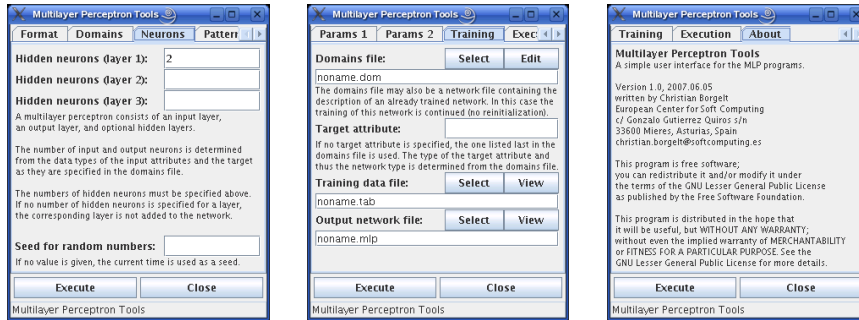 Multilayer Perceptron Tools
Format Domains Neurons Pattern
Hidden neurons (layer 1): 2
Hidden neurons (layer 2):
Hidden neurons (layer 3):
A multilayer perceptron consists of an input layer,
an output layer, and optional hidden layers.
The number of input and output neurons is determined
from the data types of the input attributes and the target
as they are specified in the domains file.
The numbers of hidden neurons must be specified above.
If no number of hidden neurons is specified for a layer,
the corresponding layer is not added to the network.
Seed for random numbers:
If no value is given, the current time is used as a seed.
Execute Close
Multilayer Perceptron Tools
Multilayer Perceptron Tools
Params 1 Params 2 Training Exec
Domains file: Select Edit
noname.dom
The domains file may also be a network file containing the
description of an already trained network. In this case the
training of this network is continued (no reinitialization).
Target attribute:
If no target attribute is specified, the one listed last in the
domains file is used. The type of the target attribute and
thus the network type is determined from the domains file.
Training data file: Select View
noname.tab
Output network file: Select View
noname.mlp
Execute Close
Multilayer Perceptron Tools
Multilayer Perceptron Tools
Training Execution About
Multilayer Perceptron Tools
A simple user interface for the MLP programs.
Version 1.0, 2007.06.05
written by Christian Borgelt
European Center for Soft Computing
c/ Gonzalo Gutierrez Quiros s/n
33600 Mieres, Asturias, Spain
christian.borgelt@softcomputing.es
This program is free software;
you can redistribute it and/or modify it under
the terms of the GNU Lesser General Public License
as published by the Free Software Foundation.
This program is distributed in the hope that
it will be useful, but WITHOUT ANY WARRANTY;
without even the implied warranty of MERCHANTABILITY
or FITNESS FOR A PARTICULAR PURPOSE. See the
GNU Lesser General Public License for more details.
Execute Close
Multilayer Perceptron Tools